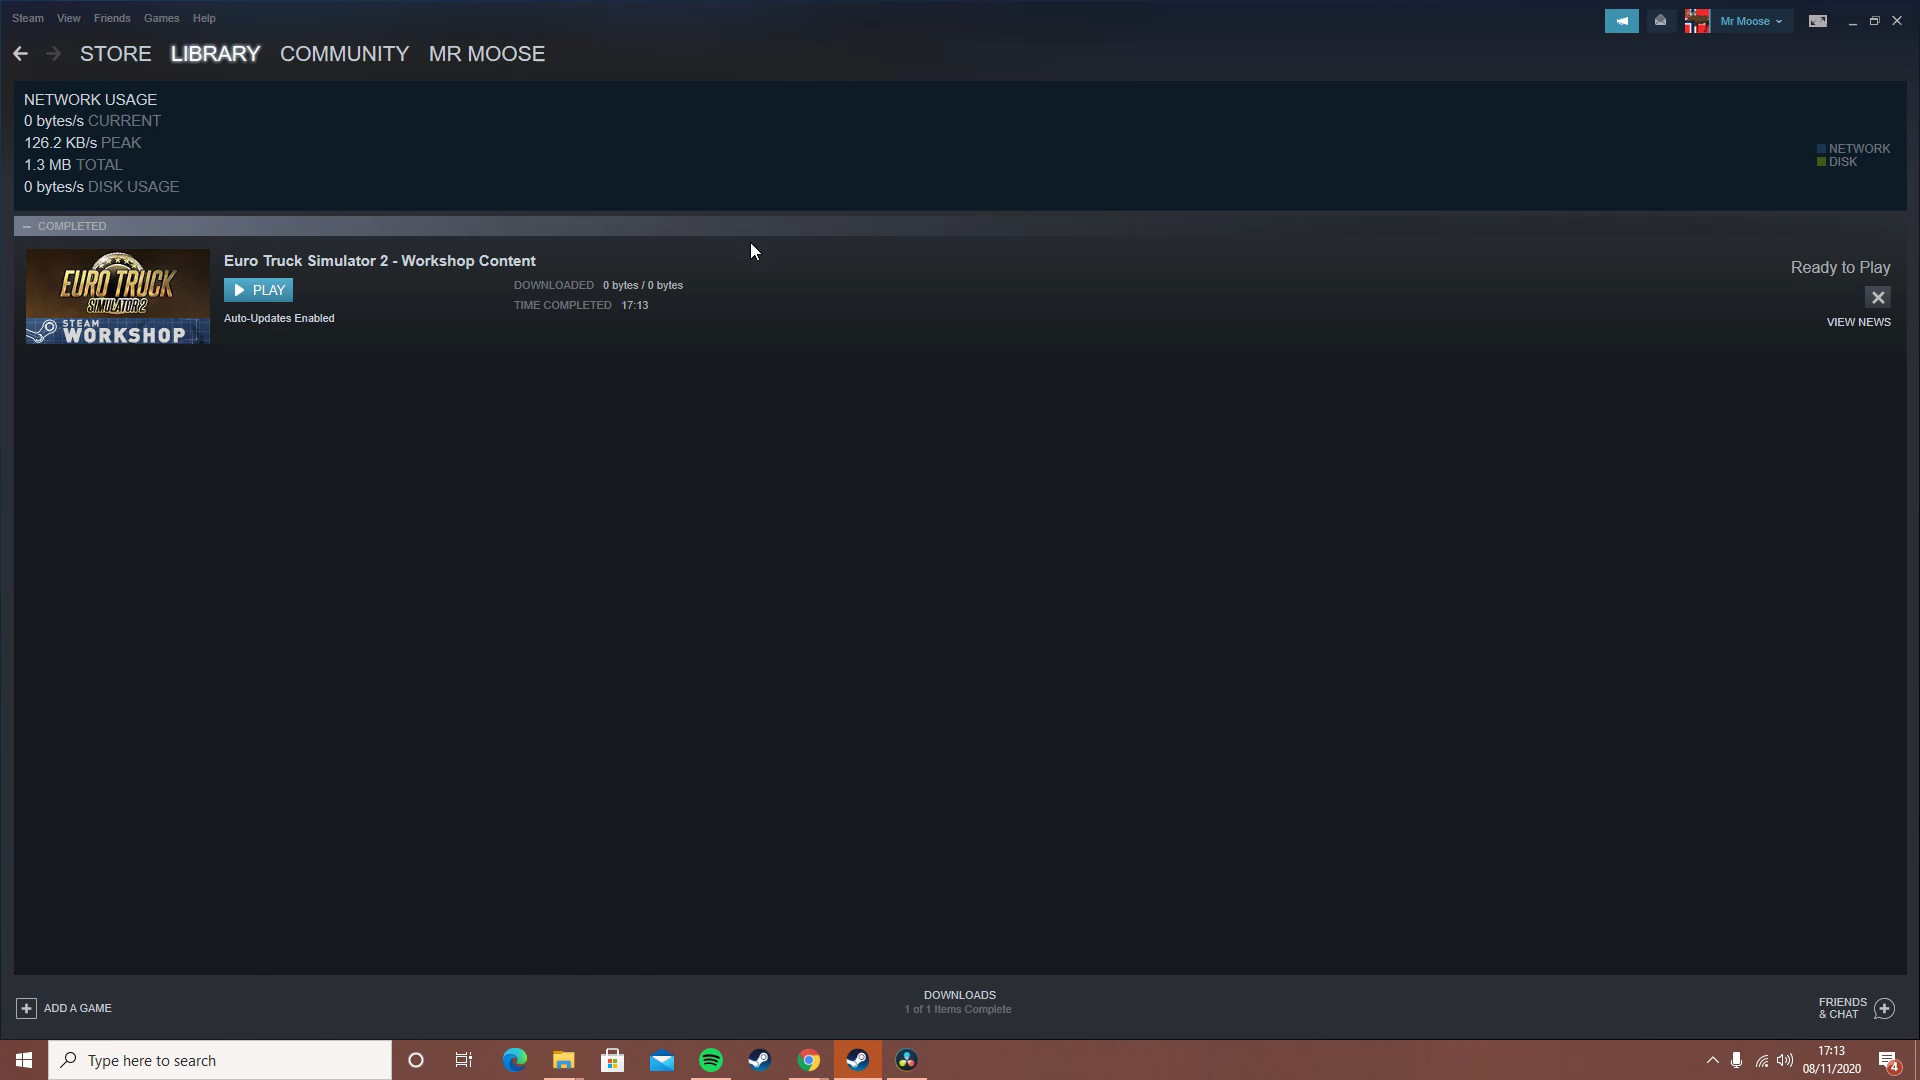 Steam View Friends Games Help
Mr Moose
STORE LIBRARY COMMUNITY MR MOOSE
NETWORK USAGE
0 bytes/s CURRENT
126.2 KB/s PEAK
1.3 MB TOTAL
0 bytes/s DISK USAGE
NETWORK
DISK
COMPLETED
EURO TRUCK
SIMULATOR 2
STEAM
WORKSHOP
Euro Truck Simulator 2 - Workshop Content
PLAY
Auto-Updates Enabled
DOWNLOADED 0 bytes / 0 bytes
TIME COMPLETED 17:13
Ready to Play
VIEW NEWS
ADD A GAME
DOWNLOADS
1 of 1 Items Complete
FRIENDS
& CHAT
Type here to search
17:13
08/11/2020
4